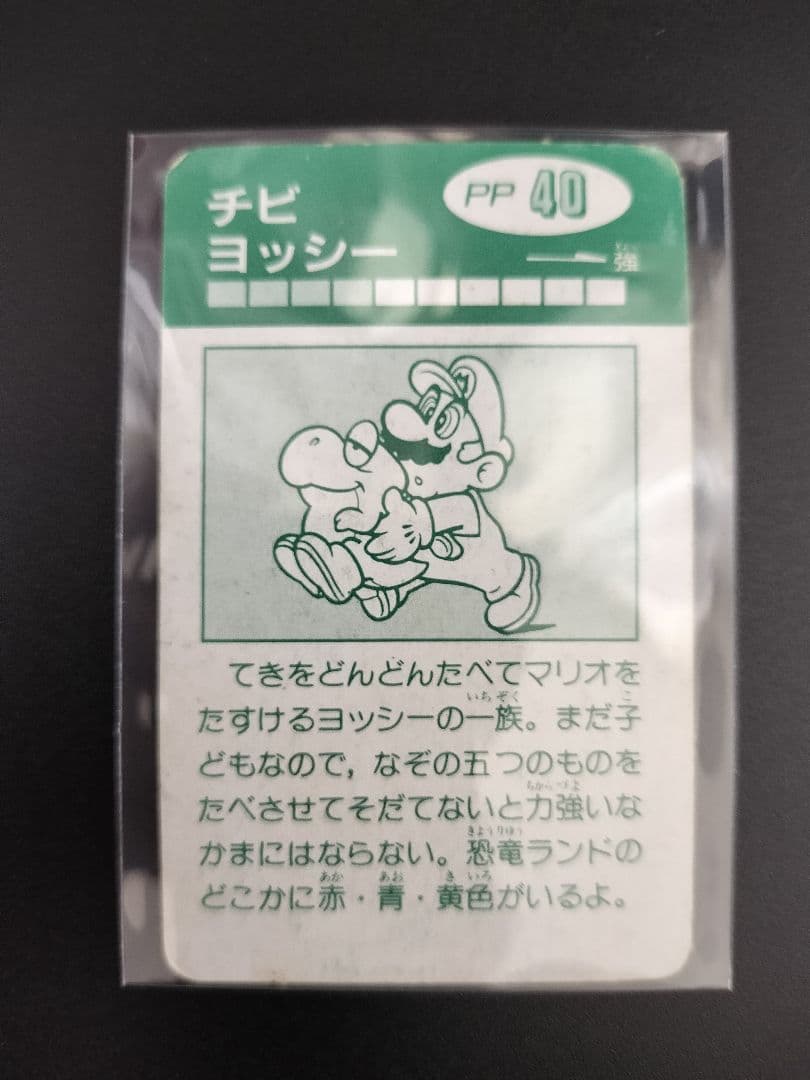 チビ
ヨッシー
PP 40
強
てきをどんどんたべてマリオを
たすけるヨッシーの一族。まだ子
どもなので,なぞの五つのものを
たべさせてそだてないと力強いな
かまにはならない。恐竜ランドの
どこかに赤・青・黄色がいるよ。